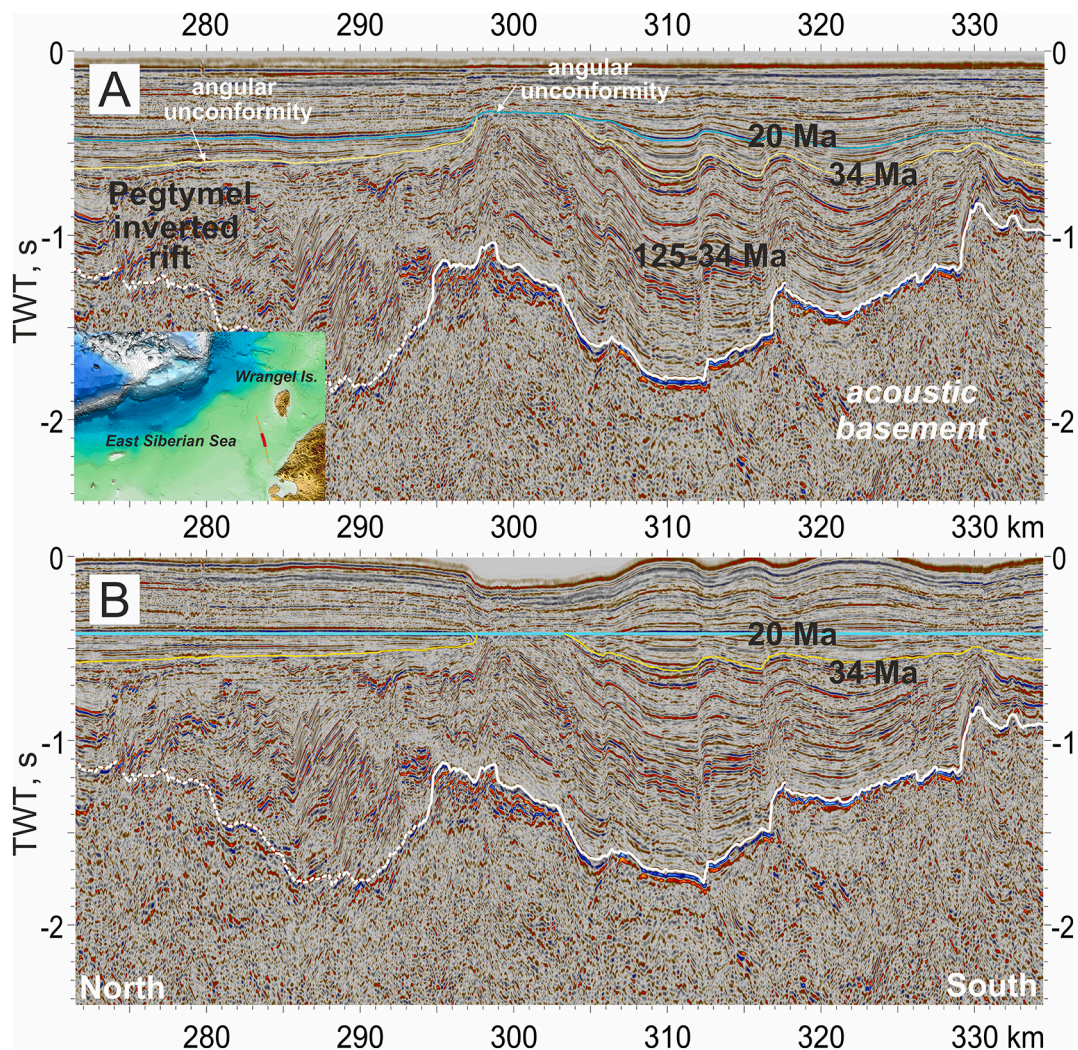 280 290 300 310 320 330
0 0
A
angular
unconformity
angular
unconformity
20 Ma
34 Ma
Pegtymel
inverted
rift
125-34 Ma
-1 -1
TWT, s
Wrangel Is.
East Siberian Sea
acoustic
basement
-2 -2
280 290 300 310 320 330 km
0 0
B
20 Ma
34 Ma
-1 -1
TWT, s
-2 -2
North South
280 290 300 310 320 330 km